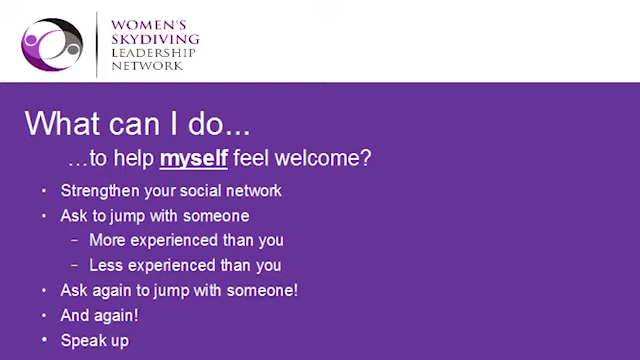 WOMEN'S
SKYDIVING
LEADERSHIP
NETWORK
What can I do...
...to help myself feel welcome?
• Strengthen your social network
• Ask to jump with someone
– More experienced than you
– Less experienced than you
• Ask again to jump with someone!
• And again!
• Speak up